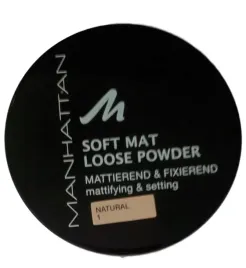 MANHATTAN
M
SOFT MAT
LOOSE POWDER
MATTIEREND & FIXIEREND
mattifying & setting
NATURAL
1